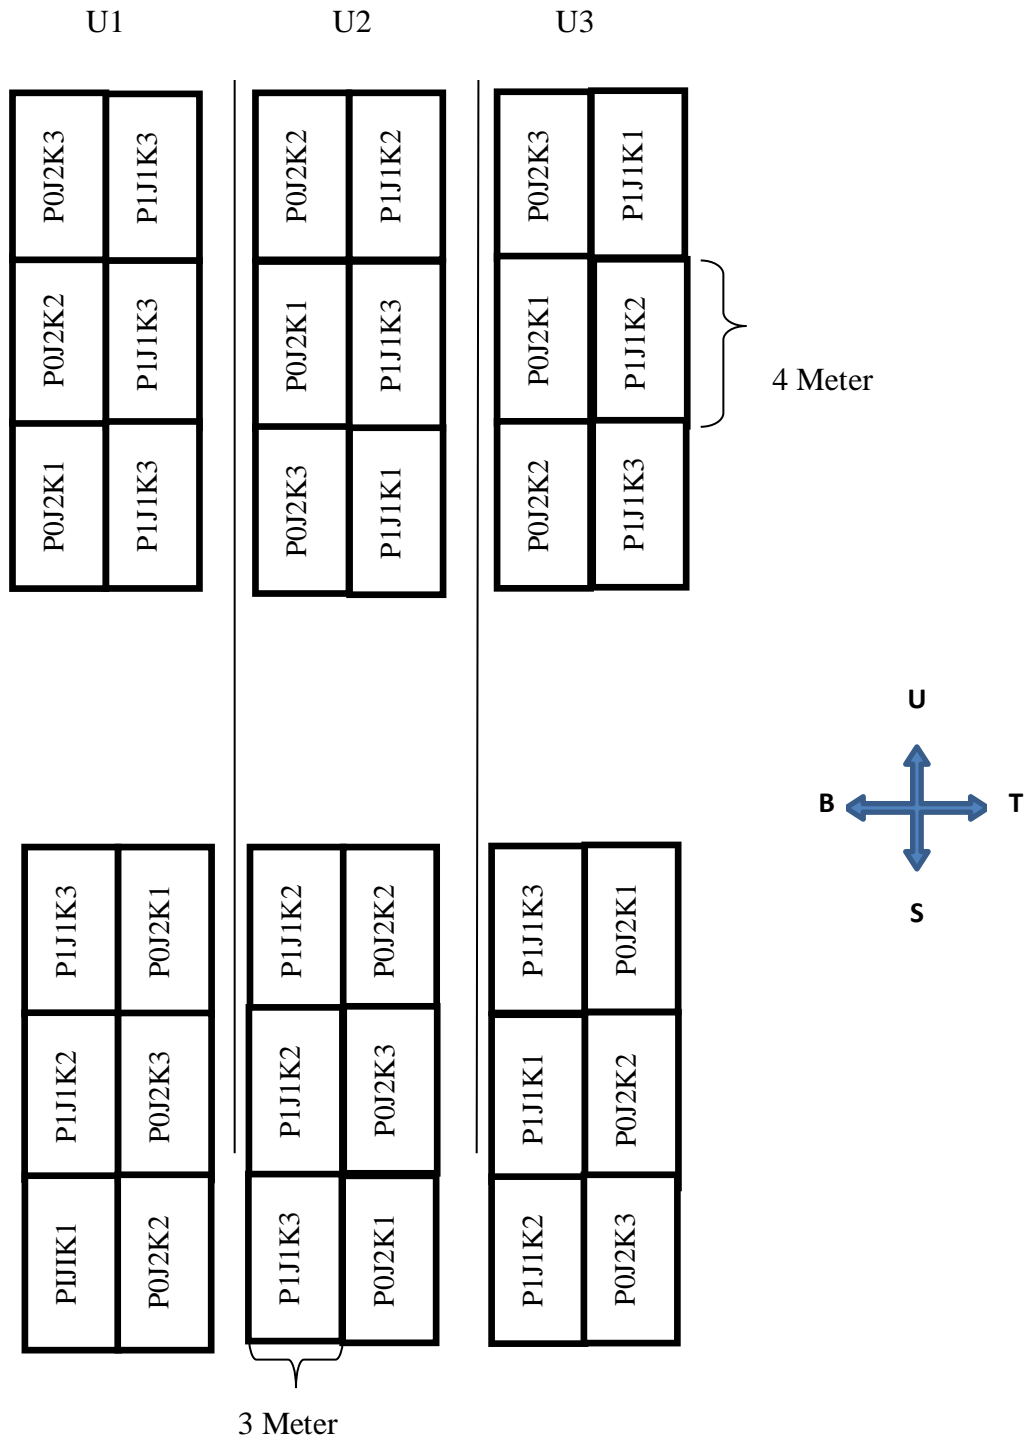 U1 U2 U3
P0J2K3 P1J1K3 P0J2K2 P1J1K2 P0J2K3 P1J1K1
P0J2K2 P1J1K3 P0J2K1 P1J1K3 P0J2K1 P1J1K2
4 Meter
P0J2K1 P1J1K3 P0J2K3 P1J1K1 P0J2K2 P1J1K3
U
B T
S
P1J1K3 P0J2K1 P1J1K2 P0J2K2 P1J1K3 P0J2K1
P1J1K2 P0J2K3 P1J1K2 P0J2K3 P1J1K1 P0J2K2
PIJIK1 P0J2K2 P1J1K3 P0J2K1 P1J1K2 P0J2K3
3 Meter